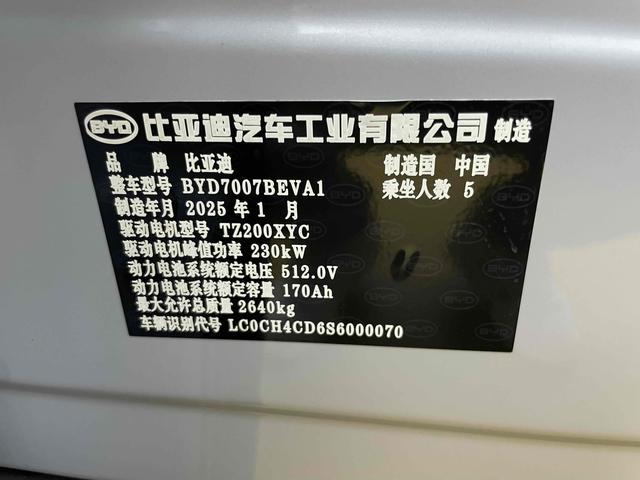 BYD 比亚迪汽车工业有限公司 制造
品 牌 比亚迪 制造国 中国
整车型号 BYD7007BEVA1 乘坐人数 5
制造年月 2025 年 1 月
驱动电机型号 TZ200XYC
驱动电机峰值功率 230kW
动力电池系统额定电压 512.0V
动力电池系统额定容量 170Ah
最大允许总质量 2640kg
车辆识别代号 LC0CH4CD6S6000070